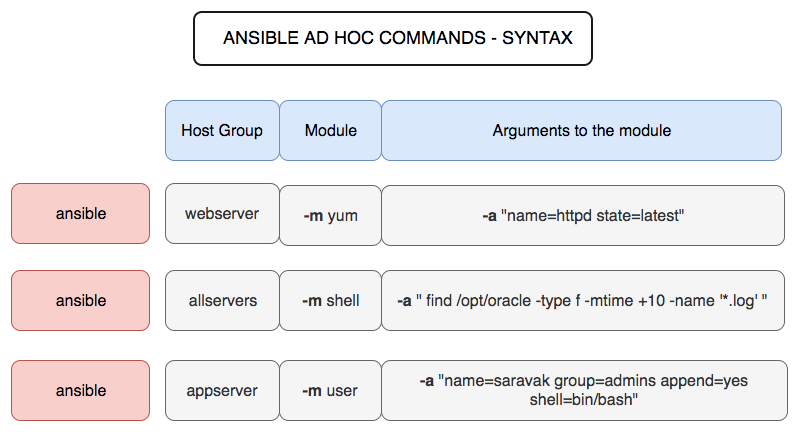 ANSIBLE AD HOC COMMANDS - SYNTAX
Host Group Module Arguments to the module
ansible webserver -m yum -a "name=httpd state=latest"
ansible allservers -m shell -a " find /opt/oracle -type f -mtime +10 -name '*.log' "
ansible appserver -m user -a "name=saravak group=admins append=yes
shell=bin/bash"